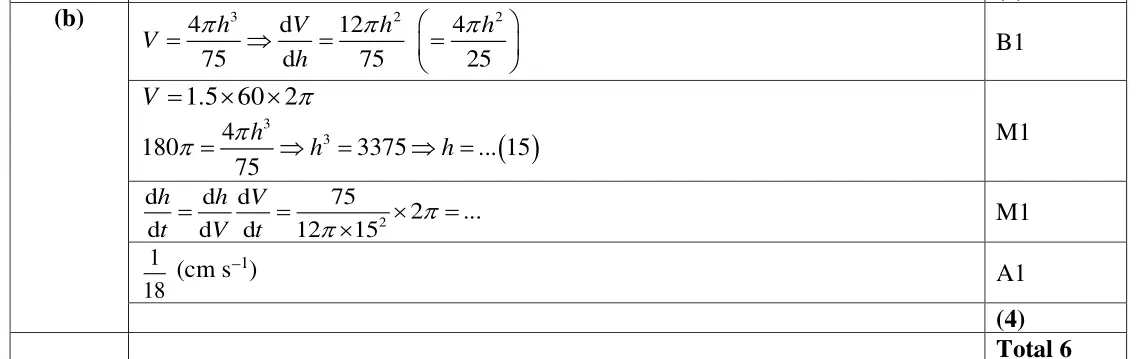 (b) V = 4πh³/75 ⇒ dV/dh = 12πh²/75 (= 4πh²/25) B1
V = 1.5×60×2π
180π = 4πh³/75 ⇒ h³ = 3375 ⇒ h = ...(15) M1
dh/dt = dh/dV dV/dt = 75/(12π×15²) × 2π = ... M1
1/18 (cm s⁻¹) A1
(4)
Total 6